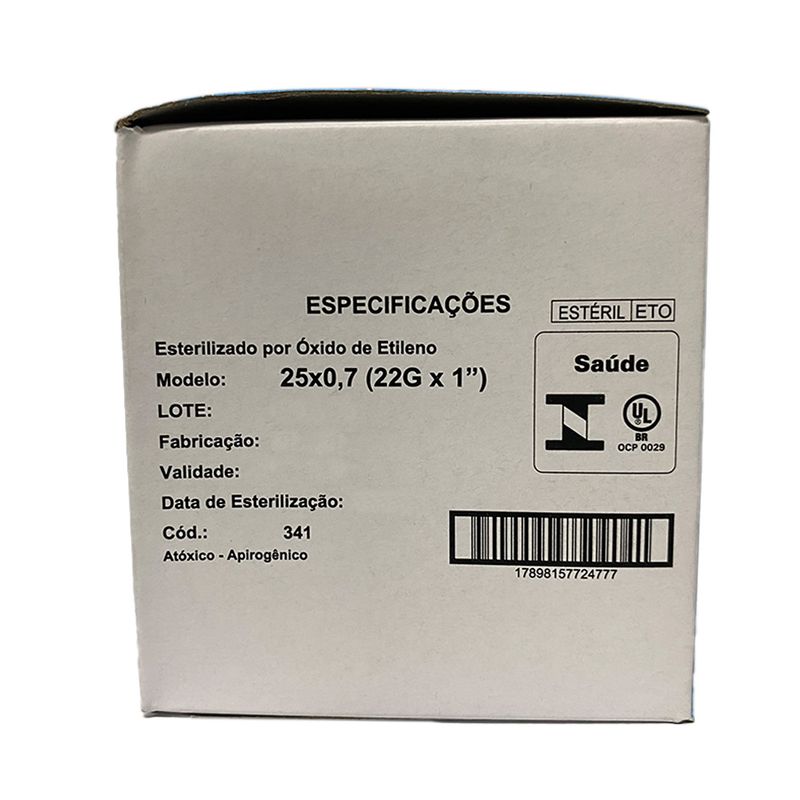 ESPECIFICAÇÕES
ESTÉRIL ETO
Esterilizado por Óxido de Etileno
Modelo: 25x0,7 (22G x 1”)
LOTE:
Fabricação:
Validade:
Data de Esterilização:
Cód.: 341
Atóxico - Apirogênico
Saúde
UL
BR
OCP 0029
17898157724777